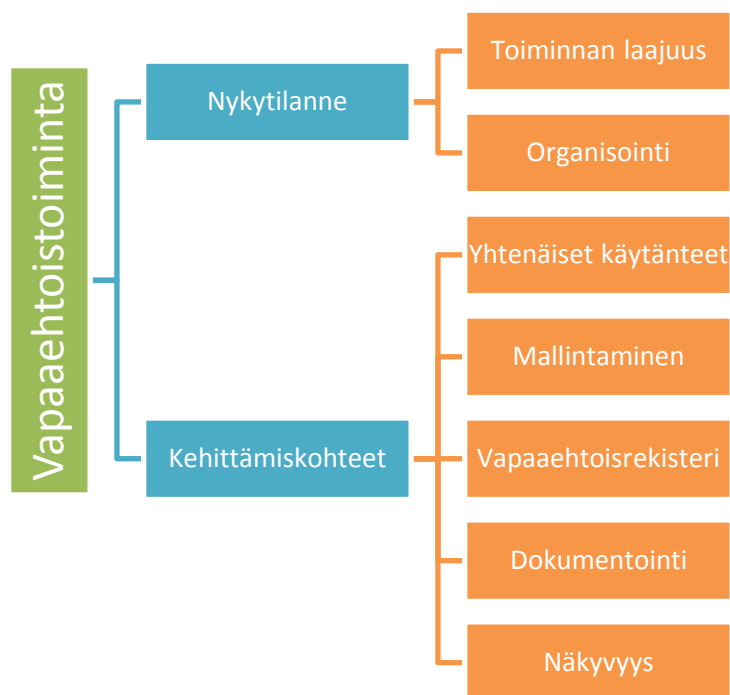 Vapaaehtoistoiminta
Nykytilanne
Toiminnan laajuus
Organisointi
Kehittämiskohteet
Yhtenäiset käytänteet
Mallintaminen
Vapaaehtoisrekisteri
Dokumentointi
Näkyvyys